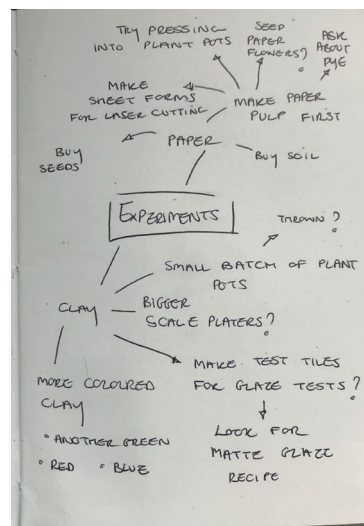 TRY PRESSING
INTO PLANT POTS
SEED
PAPER
FLOWERS?
ASK
ABOUT
DYE
MAKE
SHEET FORMS
FOR LASER CUTTING
MAKE PAPER
PULP FIRST
PAPER
BUY
SEEDS
BUY SOIL
EXPERIMENTS
THROWN?
SMALL BATCH OF PLANT
POTS
CLAY
BIGGER
SCALE PLATERS?
MORE COLOURED
CLAY
• ANOTHER GREEN
• RED • BLUE
MAKE TEST TILES
FOR GLAZE TESTS?
LOOK FOR
MATTE GLAZE
RECIPE